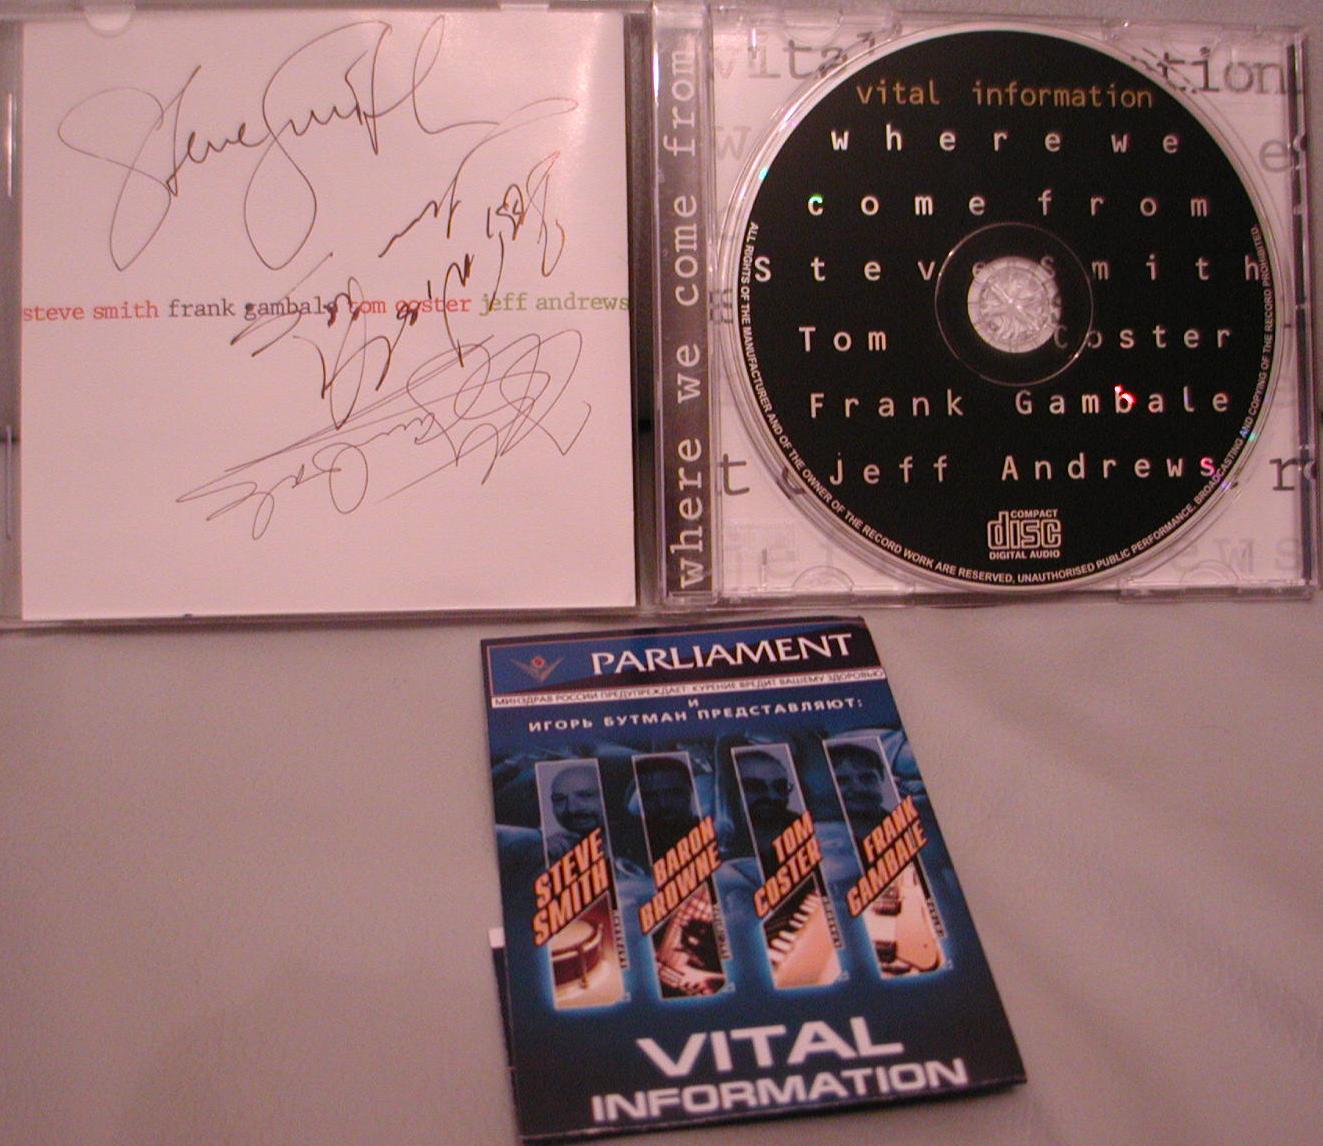 Steve Smith
steve smith frank gambale tom coster jeff andrews
where we come from
vital information
where we
come from
Steve Smith
Tom Coster
Frank Gambale
jeff Andrews
COMPACT
disc
DIGITAL AUDIO
ALL RIGHTS OF THE MANUFACTURER AND OF THE OWNER OF THE RECORD WORK ARE RESERVED, UNAUTHORISED PUBLIC PERFORMANCE, BROADCASTING AND COPYING OF THE RECORD PROHIBITED.
PARLIAMENT
МИНЗДРАВ РОССИИ ПРЕДУПРЕЖДАЕТ: КУРЕНИЕ ВРЕДИТ ВАШЕМУ ЗДОРОВЬЮ
И
ИГОРЬ БУТМАН ПРЕДСТАВЛЯЮТ:
STEVE SMITH
BARON BROWNE
TOM COSTER
FRANK GAMBALE
VITAL
INFORMATION